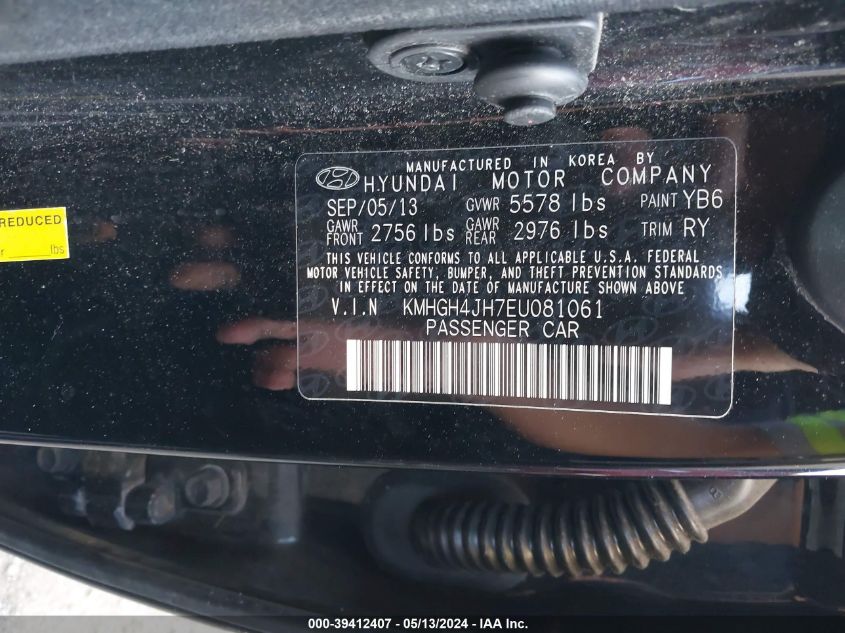 MANUFACTURED IN KOREA BY
HYUNDAI MOTOR COMPANY
SEP/05/13 GVWR 5578 lbs PAINT YB6
GAWR FRONT 2756 lbs GAWR REAR 2976 lbs TRIM RY
THIS VEHICLE CONFORMS TO ALL APPLICABLE U.S.A. FEDERAL
MOTOR VEHICLE SAFETY, BUMPER, AND THEFT PREVENTION STANDARDS
IN EFFECT ON THE DATE OF MANUFACTURE SHOWN ABOVE
V.I.N KMHGH4JH7EU081061
PASSENGER CAR
REDUCED
lbs
000-39412407 - 05/13/2024 - IAA Inc.